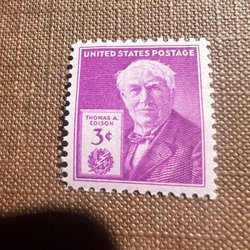 UNITED STATES POSTAGE
THOMAS A.
EDISON
3¢